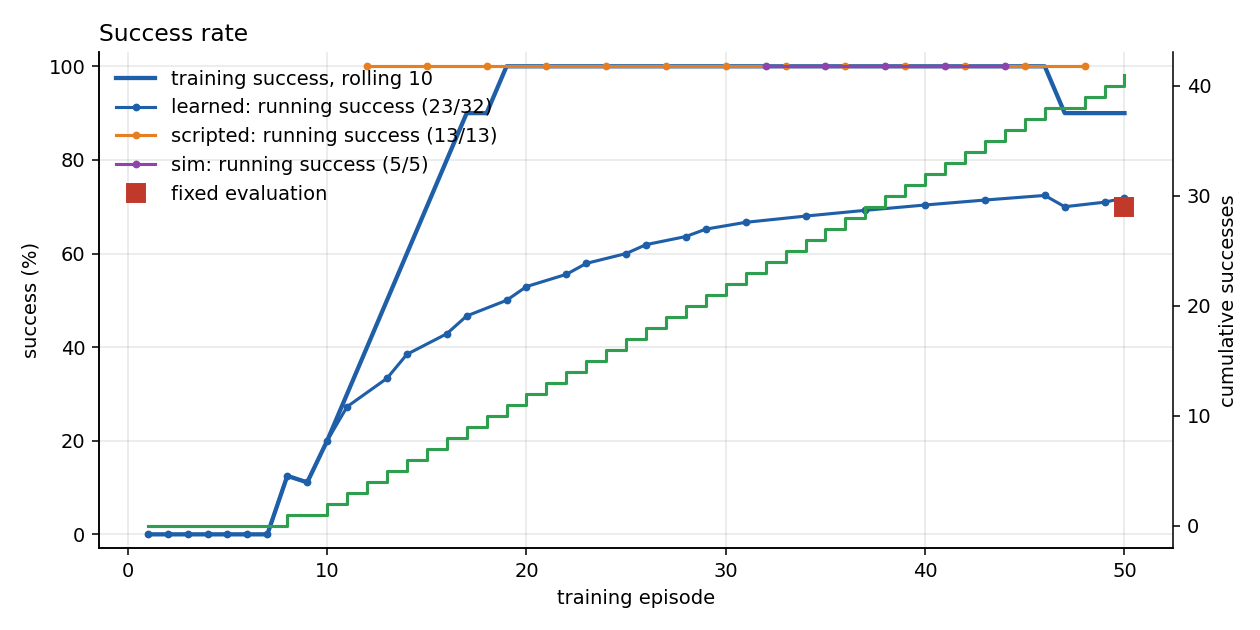 Success rate
training success, rolling 10
learned: running success (23/32)
scripted: running success (13/13)
sim: running success (5/5)
fixed evaluation
success (%)
100
80
60
40
20
0
40
30
20
10
0
cumulative successes
0 10 20 30 40 50
training episode